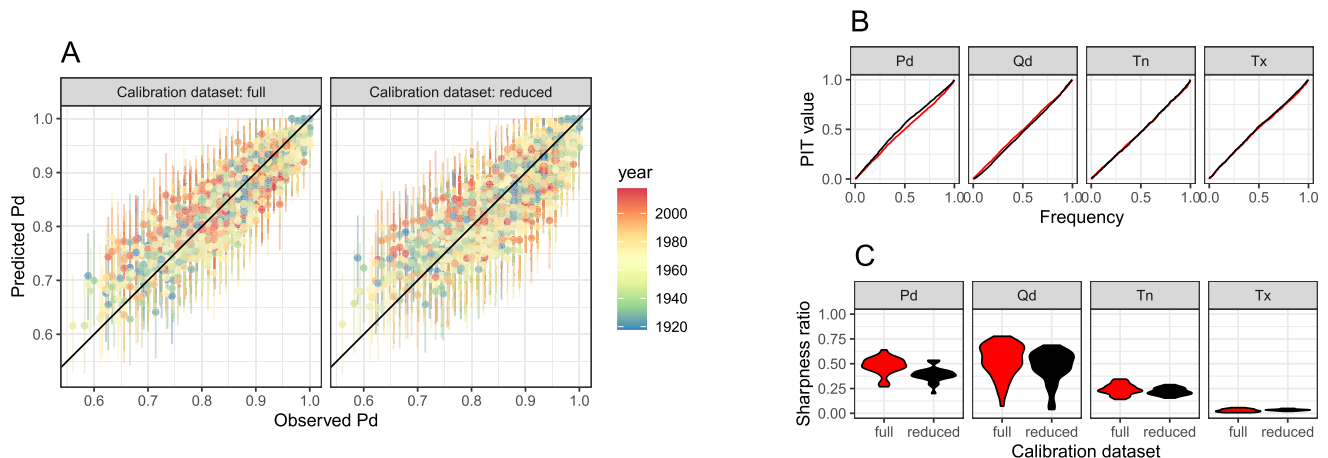 A
Calibration dataset: full
Calibration dataset: reduced
Predicted Pd
1.0
0.9
0.8
0.7
0.6
0.6 0.7 0.8 0.9 1.0
0.6 0.7 0.8 0.9 1.0
Observed Pd
year
2000
1980
1960
1940
1920
B
Pd Qd Tn Tx
PIT value
1.0
0.5
0.0
0.0 0.5 1.0 0.0 0.5 1.0 0.0 0.5 1.0 0.0 0.5 1.0
Frequency
C
Pd Qd Tn Tx
Sharpness ratio
1.00
0.75
0.50
0.25
0.00
full reduced full reduced full reduced full reduced
Calibration dataset